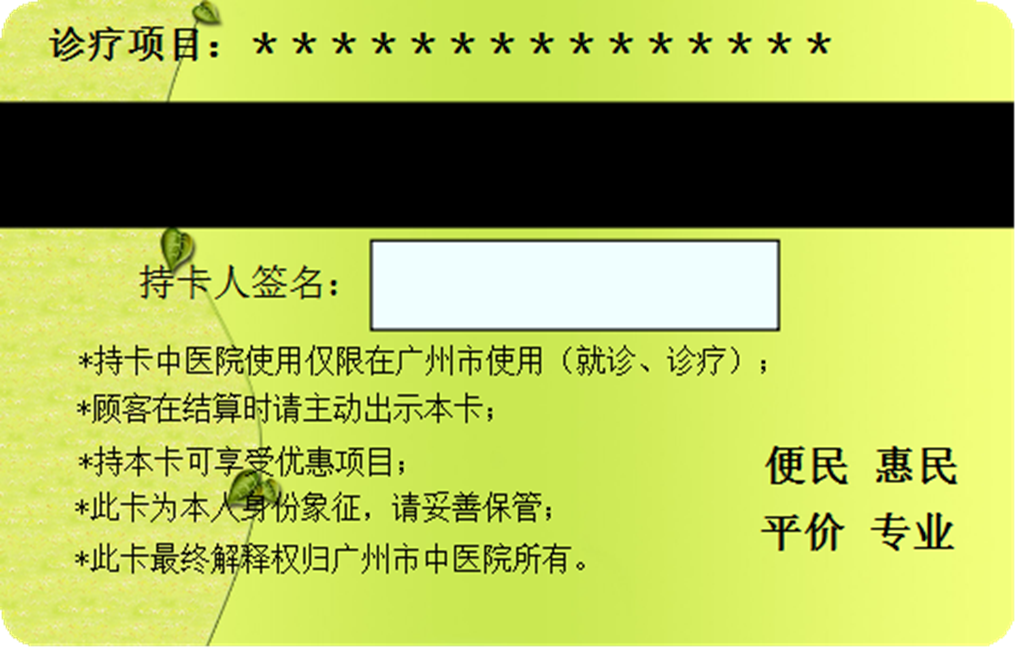 诊疗项目：***************
持卡人签名：
*持卡中医院使用仅限在广州市使用（就诊、诊疗）；
*顾客在结算时请主动出示本卡；
*持本卡可享受优惠项目；
*此卡为本人身份象征，请妥善保管；
*此卡最终解释权归广州市中医院所有。
便民 惠民
平价 专业